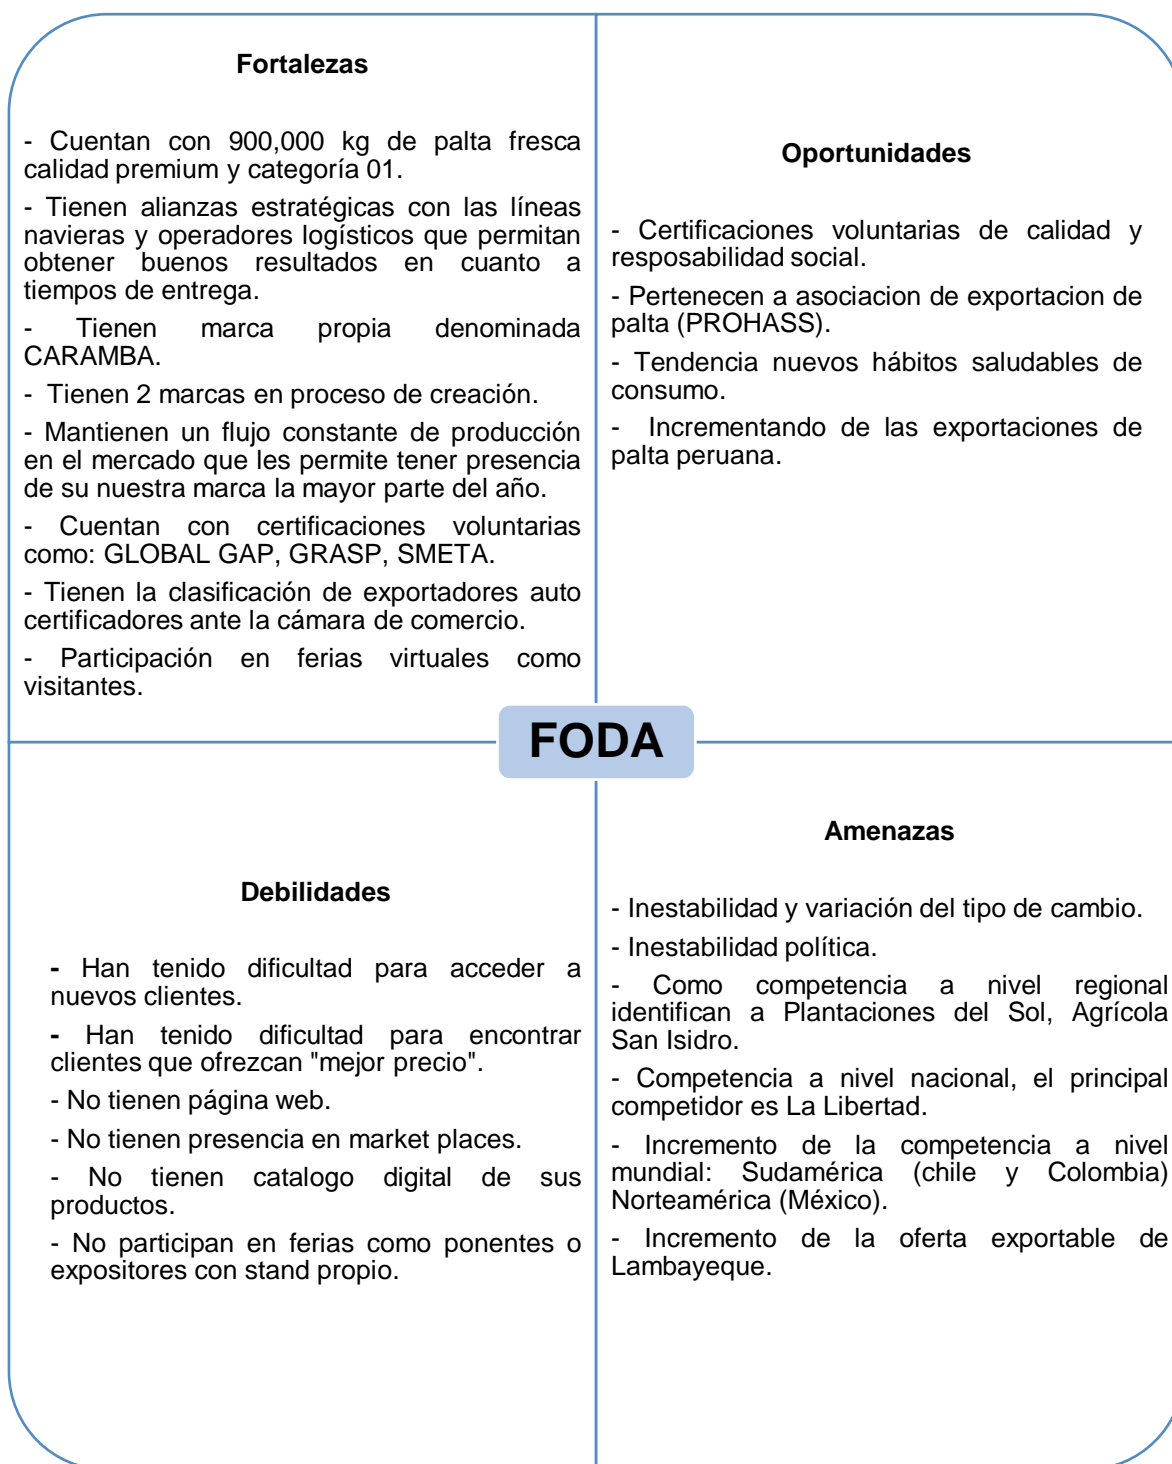 Fortalezas
- Cuentan con 900,000 kg de palta fresca
calidad premium y categoría 01.
- Tienen alianzas estratégicas con las líneas
navieras y operadores logísticos que permitan
obtener buenos resultados en cuanto a
tiempos de entrega.
- Tienen marca propia denominada
CARAMBA.
- Tienen 2 marcas en proceso de creación.
- Mantienen un flujo constante de producción
en el mercado que les permite tener presencia
de su nuestra marca la mayor parte del año.
- Cuentan con certificaciones voluntarias
como: GLOBAL GAP, GRASP, SMETA.
- Tienen la clasificación de exportadores auto
certificadores ante la cámara de comercio.
- Participación en ferias virtuales como
visitantes.
Oportunidades
- Certificaciones voluntarias de calidad y
resposabilidad social.
- Pertenecen a asociacion de exportacion de
palta (PROHASS).
- Tendencia nuevos hábitos saludables de
consumo.
- Incrementando de las exportaciones de
palta peruana.
FODA
Debilidades
- Han tenido dificultad para acceder a
nuevos clientes.
- Han tenido dificultad para encontrar
clientes que ofrezcan "mejor precio".
- No tienen página web.
- No tienen presencia en market places.
- No tienen catalogo digital de sus
productos.
- No participan en ferias como ponentes o
expositores con stand propio.
Amenazas
- Inestabilidad y variación del tipo de cambio.
- Inestabilidad política.
- Como competencia a nivel regional
identifican a Plantaciones del Sol, Agrícola
San Isidro.
- Competencia a nivel nacional, el principal
competidor es La Libertad.
- Incremento de la competencia a nivel
mundial: Sudamérica (chile y Colombia)
Norteamérica (México).
- Incremento de la oferta exportable de
Lambayeque.